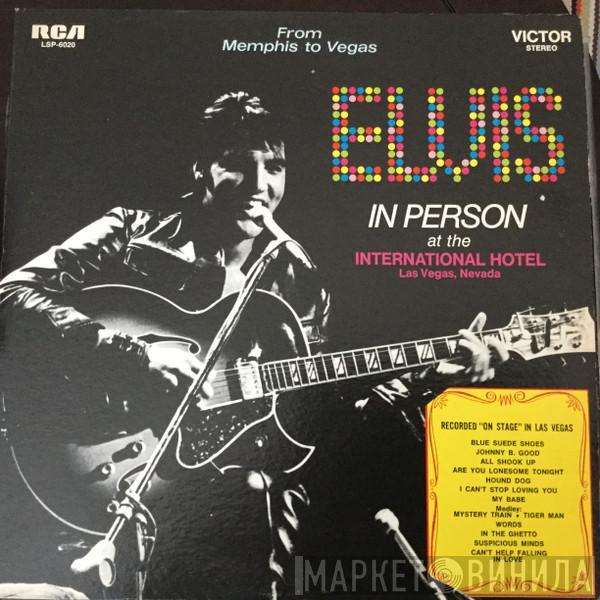 RCA
LSP-6020
From
Memphis to Vegas
VICTOR
STEREO
ELVIS
IN PERSON
at the
INTERNATIONAL HOTEL
Las Vegas, Nevada
RECORDED "ON STAGE" IN LAS VEGAS
BLUE SUEDE SHOES
JOHNNY B. GOOD
ALL SHOOK UP
ARE YOU LONESOME TONIGHT
HOUND DOG
I CAN'T STOP LOVING YOU
MY BABE
Medley:
MYSTERY TRAIN • TIGER MAN
WORDS
IN THE GHETTO
SUSPICIOUS MINDS
CAN'T HELP FALLING
IN LOVE
МАРКЕТ ВИНИЛА